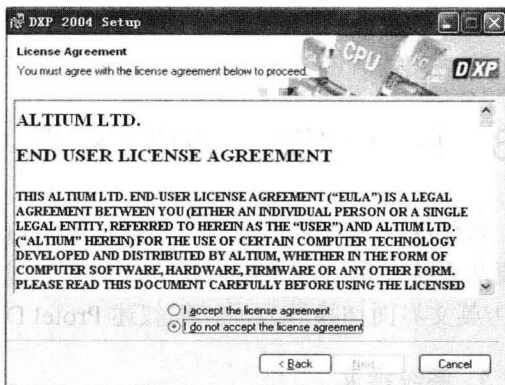 DXP 2004 Setup
License Agreement
You must agree with the license agreement below to proceed.
CPU
DXP
ALTIUM LTD.
END USER LICENSE AGREEMENT
THIS ALTIUM LTD. END-USER LICENSE AGREEMENT (“EULA”) IS A LEGAL
AGREEMENT BETWEEN YOU (EITHER AN INDIVIDUAL PERSON OR A SINGLE
LEGAL ENTITY, REFERRED TO HEREIN AS THE “USER”) AND ALTIUM LTD.
(“ALTIUM” HEREIN) FOR THE USE OF CERTAIN COMPUTER TECHNOLOGY
DEVELOPED AND DISTRIBUTED BY ALTIUM, WHETHER IN THE FORM OF
COMPUTER SOFTWARE, HARDWARE, FIRMWARE OR ANY OTHER FORM.
PLEASE READ THIS DOCUMENT CAREFULLY BEFORE USING THE LICENSED
I accept the license agreement
I do not accept the license agreement
< Back
Next
Cancel